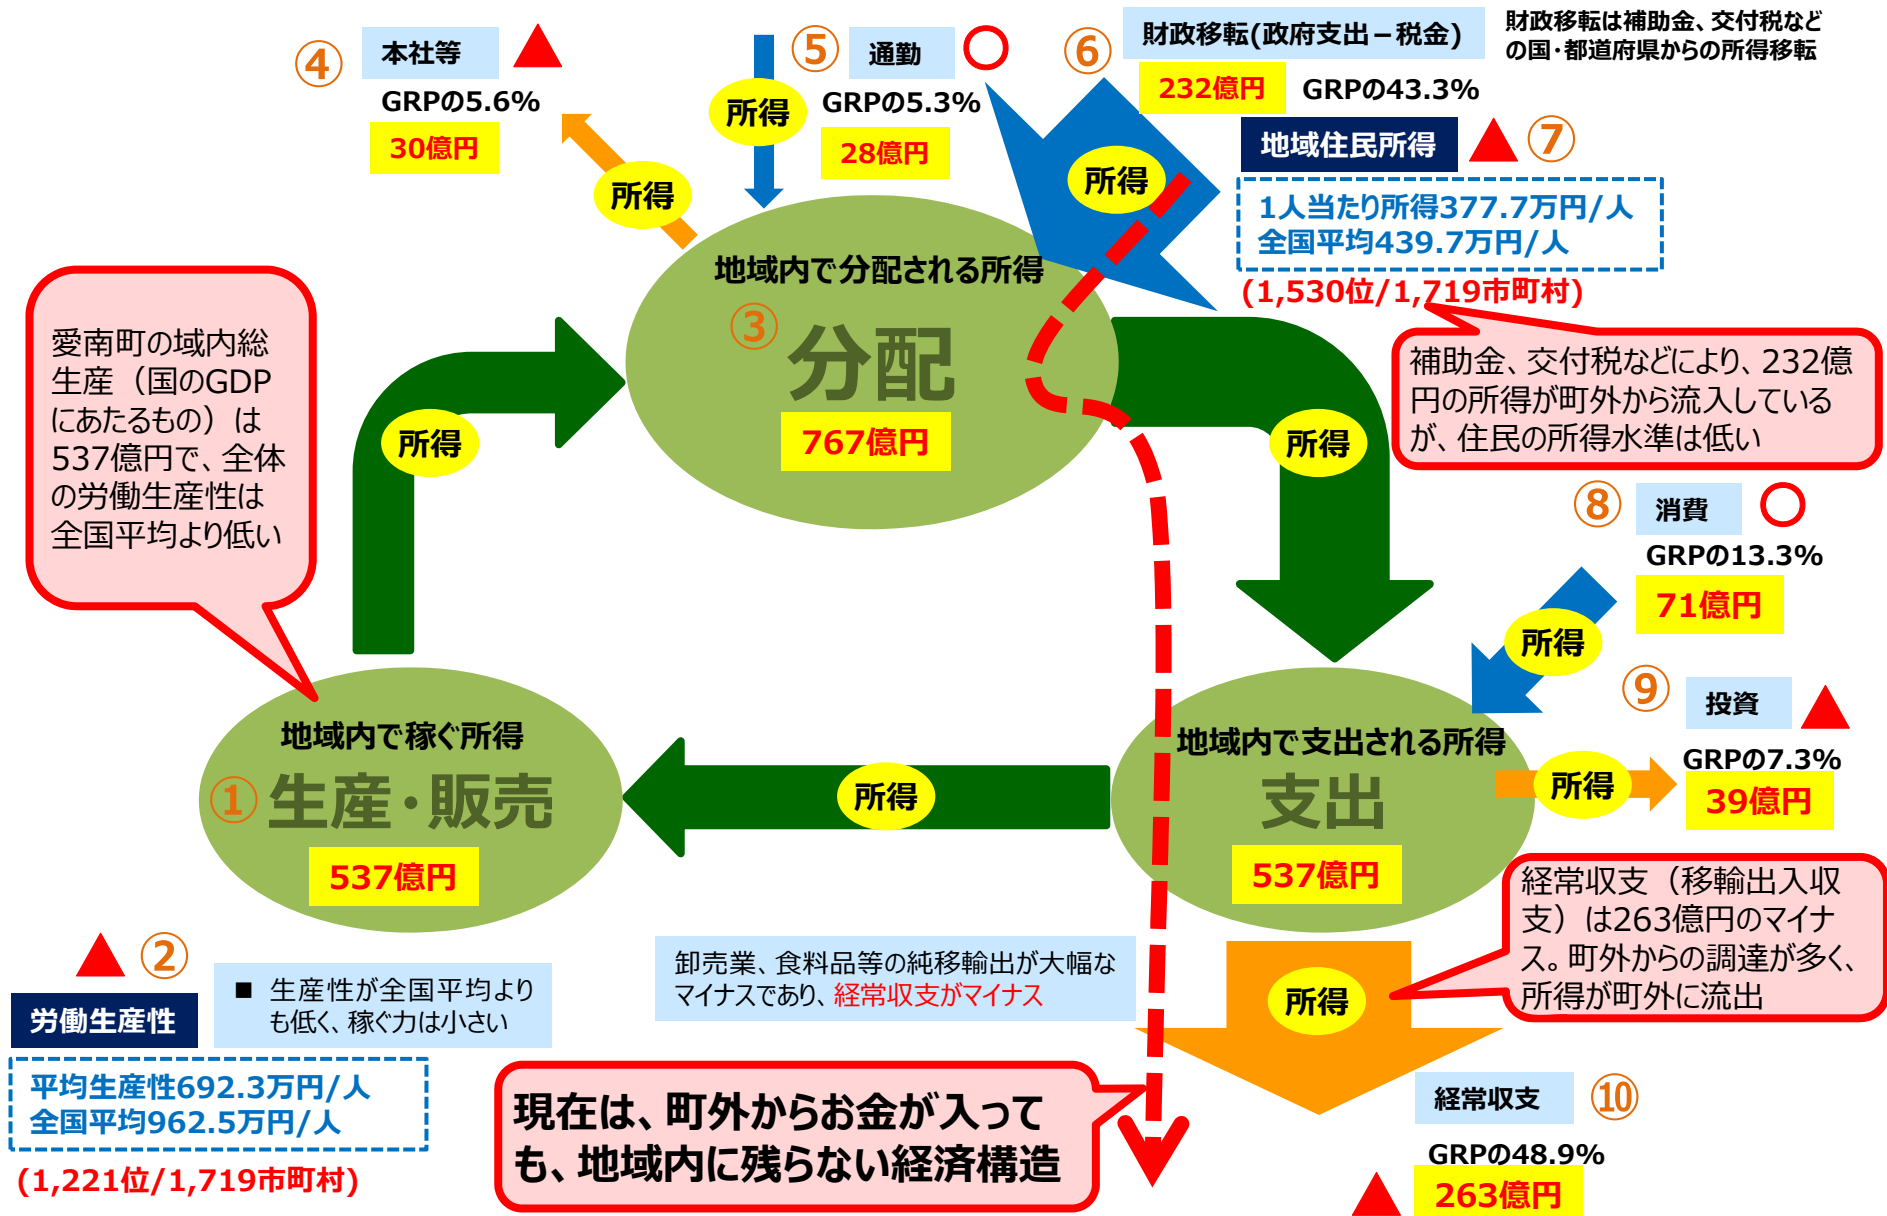 ④
本社等
▲
GRPの5.6%
30億円
所得
⑤
通勤
○
GRPの5.3%
28億円
所得
⑥
財政移転(政府支出－税金)
232億円
GRPの43.3%
財政移転は補助金、交付税など
の国・都道府県からの所得移転
所得
地域住民所得
▲
⑦
1人当たり所得377.7万円/人
全国平均439.7万円/人
(1,530位/1,719市町村)
補助金、交付税などにより、232億
円の所得が町外から流入している
が、住民の所得水準は低い
地域内で分配される所得
③
分配
767億円
愛南町の域内総
生産（国のGDP
にあたるもの）は
537億円で、全体
の労働生産性は
全国平均より低い
所得
所得
⑧
消費
○
GRPの13.3%
71億円
所得
⑨
投資
▲
GRPの7.3%
39億円
所得
地域内で稼ぐ所得
①
生産・販売
537億円
所得
地域内で支出される所得
支出
537億円
経常収支（移輸出入収
支）は263億円のマイナ
ス。町外からの調達が多く、
所得が町外に流出
▲
②
労働生産性
■ 生産性が全国平均より
も低く、稼ぐ力は小さい
平均生産性692.3万円/人
全国平均962.5万円/人
(1,221位/1,719市町村)
卸売業、食料品等の純移輸出が大幅な
マイナスであり、経常収支がマイナス
所得
現在は、町外からお金が入って
も、地域内に残らない経済構造
経常収支
⑩
GRPの48.9%
▲
263億円